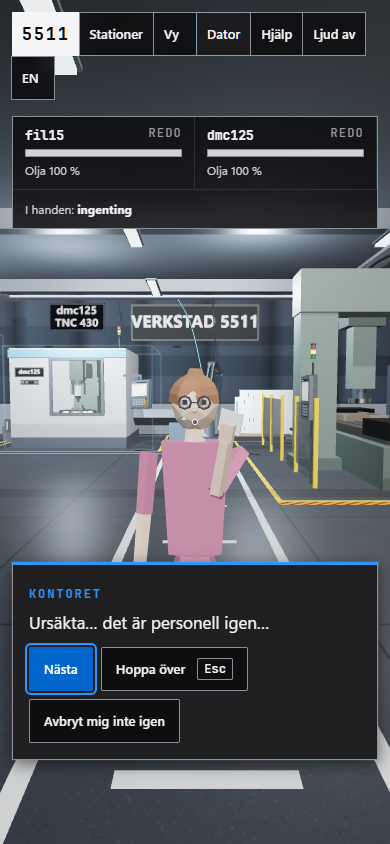 5511 Stationer Vy Dator Hjälp Ljud av
EN
fil15 REDO dmc125 REDO
Olja 100 % Olja 100 %
I handen: ingenting
dmc125
TNC 430
VERKSTAD 5511
dmc125
KONTORET
Ursäkta... det är personell igen...
Nästa Hoppa över Esc
Avbryt mig inte igen